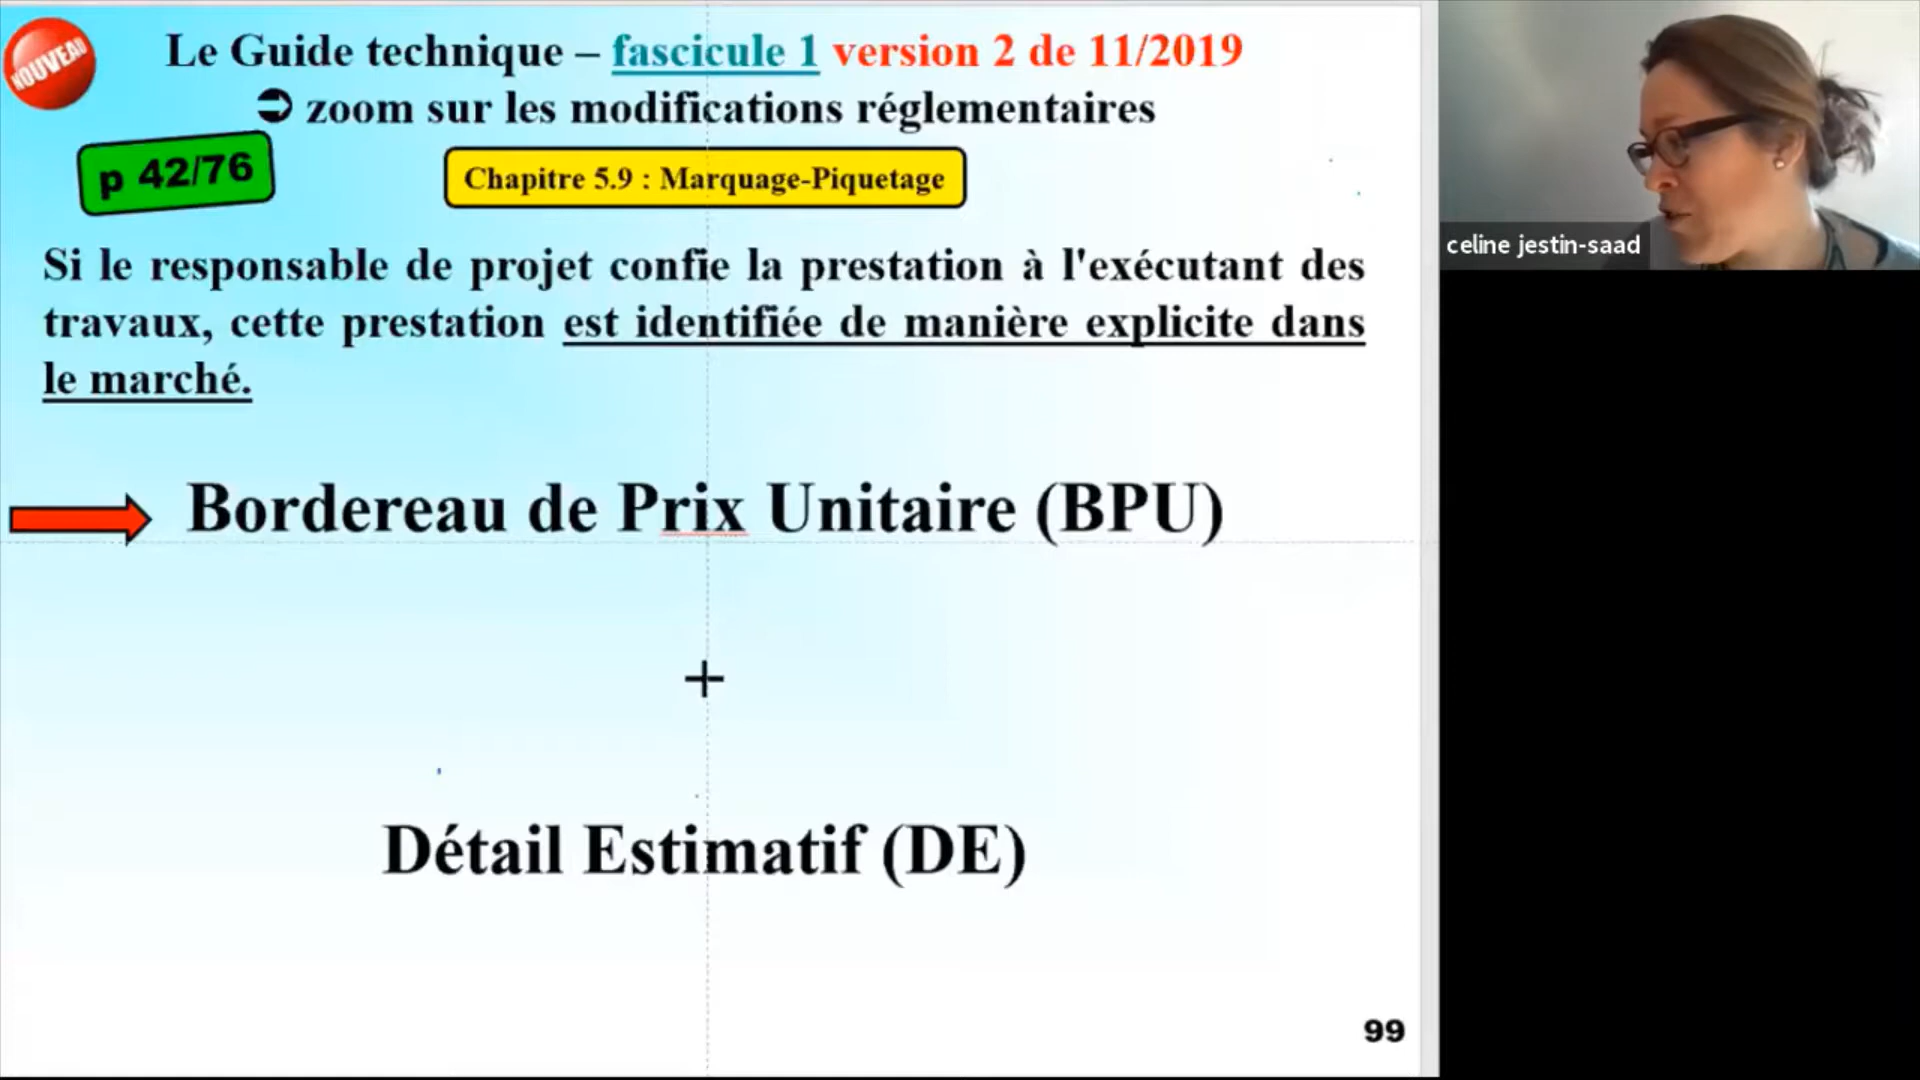 NOUVEAU
Le Guide technique – fascicule 1 version 2 de 11/2019
➲ zoom sur les modifications réglementaires
p 42/76
Chapitre 5.9 : Marquage-Piquetage
Si le responsable de projet confie la prestation à l'exécutant des
travaux, cette prestation est identifiée de manière explicite dans
le marché.
Bordereau de Prix Unitaire (BPU)
+
Détail Estimatif (DE)
99
celine jestin-saad